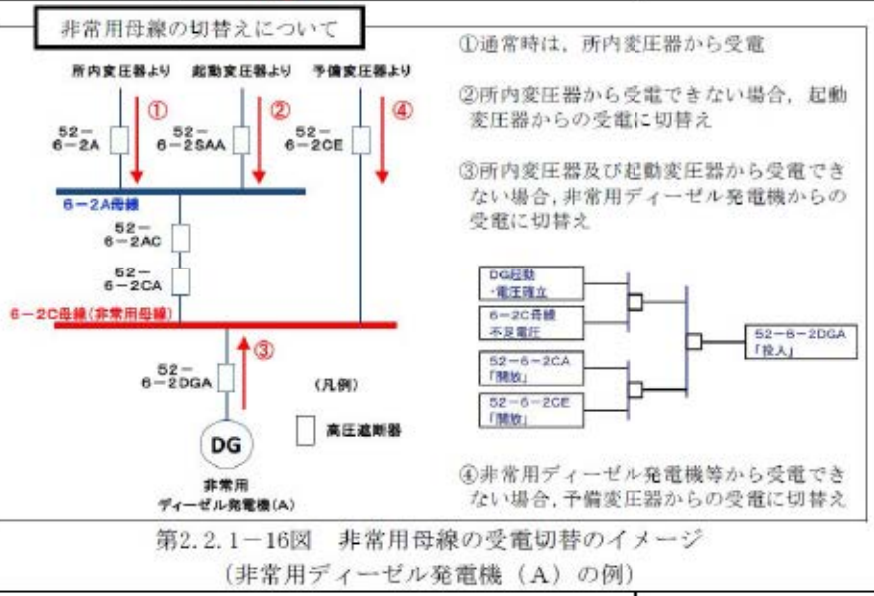 非常用母線の切替えについて
所内変圧器より
起動変圧器より
予備変圧器より
①
②
④
52-
6-2A
52-
6-2SAA
52-
6-2CE
6-2A母線
52-
6-2AC
52-
6-2CA
6-2C母線(非常用母線)
③
52-
6-2DGA
(凡例)
高圧遮断器
DG
非常用
ディーゼル発電機(A)
①通常時は，所内変圧器から受電
②所内変圧器から受電できない場合，起動
変圧器からの受電に切替え
③所内変圧器及び起動変圧器から受電でき
ない場合，非常用ディーゼル発電機からの
受電に切替え
DG起動
・電圧確立
6-2C母線
不足電圧
52-6-2CA
「開放」
52-6-2CE
「開放」
52-6-2DGA
「投入」
④非常用ディーゼル発電機等から受電でき
ない場合，予備変圧器からの受電に切替え
第2.2.1-16図　非常用母線の受電切替のイメージ
（非常用ディーゼル発電機（A）の例）